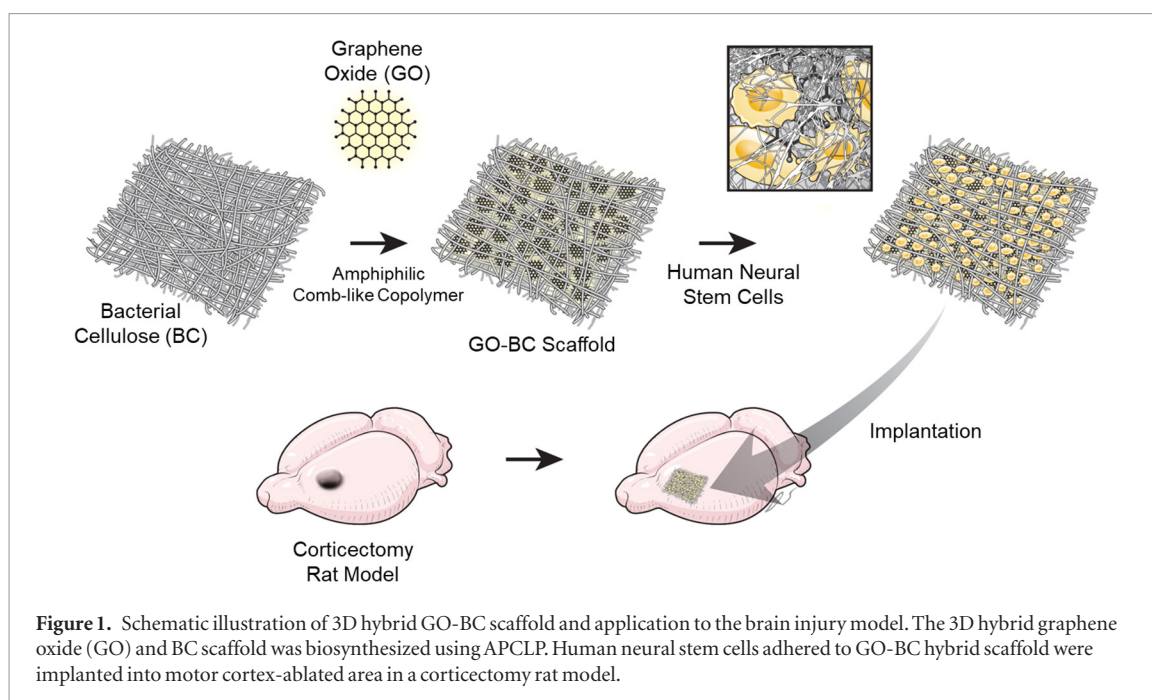 Graphene
Oxide (GO)
Bacterial
Cellulose (BC)
Amphiphilic
Comb-like Copolymer
GO-BC Scaffold
Human Neural
Stem Cells
Implantation
Corticectomy
Rat Model
Figure 1. Schematic illustration of 3D hybrid GO-BC scaffold and application to the brain injury model. The 3D hybrid graphene
oxide (GO) and BC scaffold was biosynthesized using APCLP. Human neural stem cells adhered to GO-BC hybrid scaffold were
implanted into motor cortex-ablated area in a corticectomy rat model.